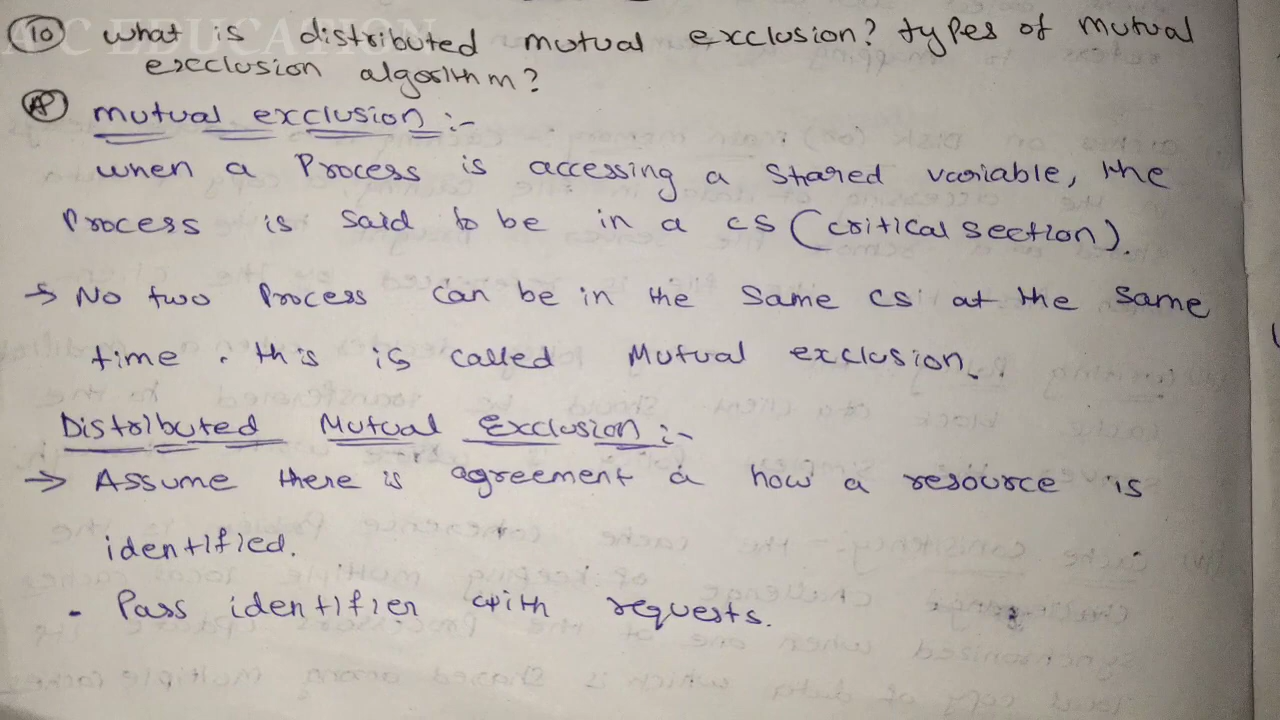 10 what is distributed mutual exclusion? types of mutual
exclusion algorithm?
A mutual exclusion :-
when a Process is accessing a Shared variable, the
Process is said to be in a CS (critical section).
→ No two Process can be in the same CS at the same
time. this is called Mutual exclusion.
Distributed Mutual Exclusion :-
→ Assume there is agreement a how a resource is
identified.
- Pass identifier with requests.